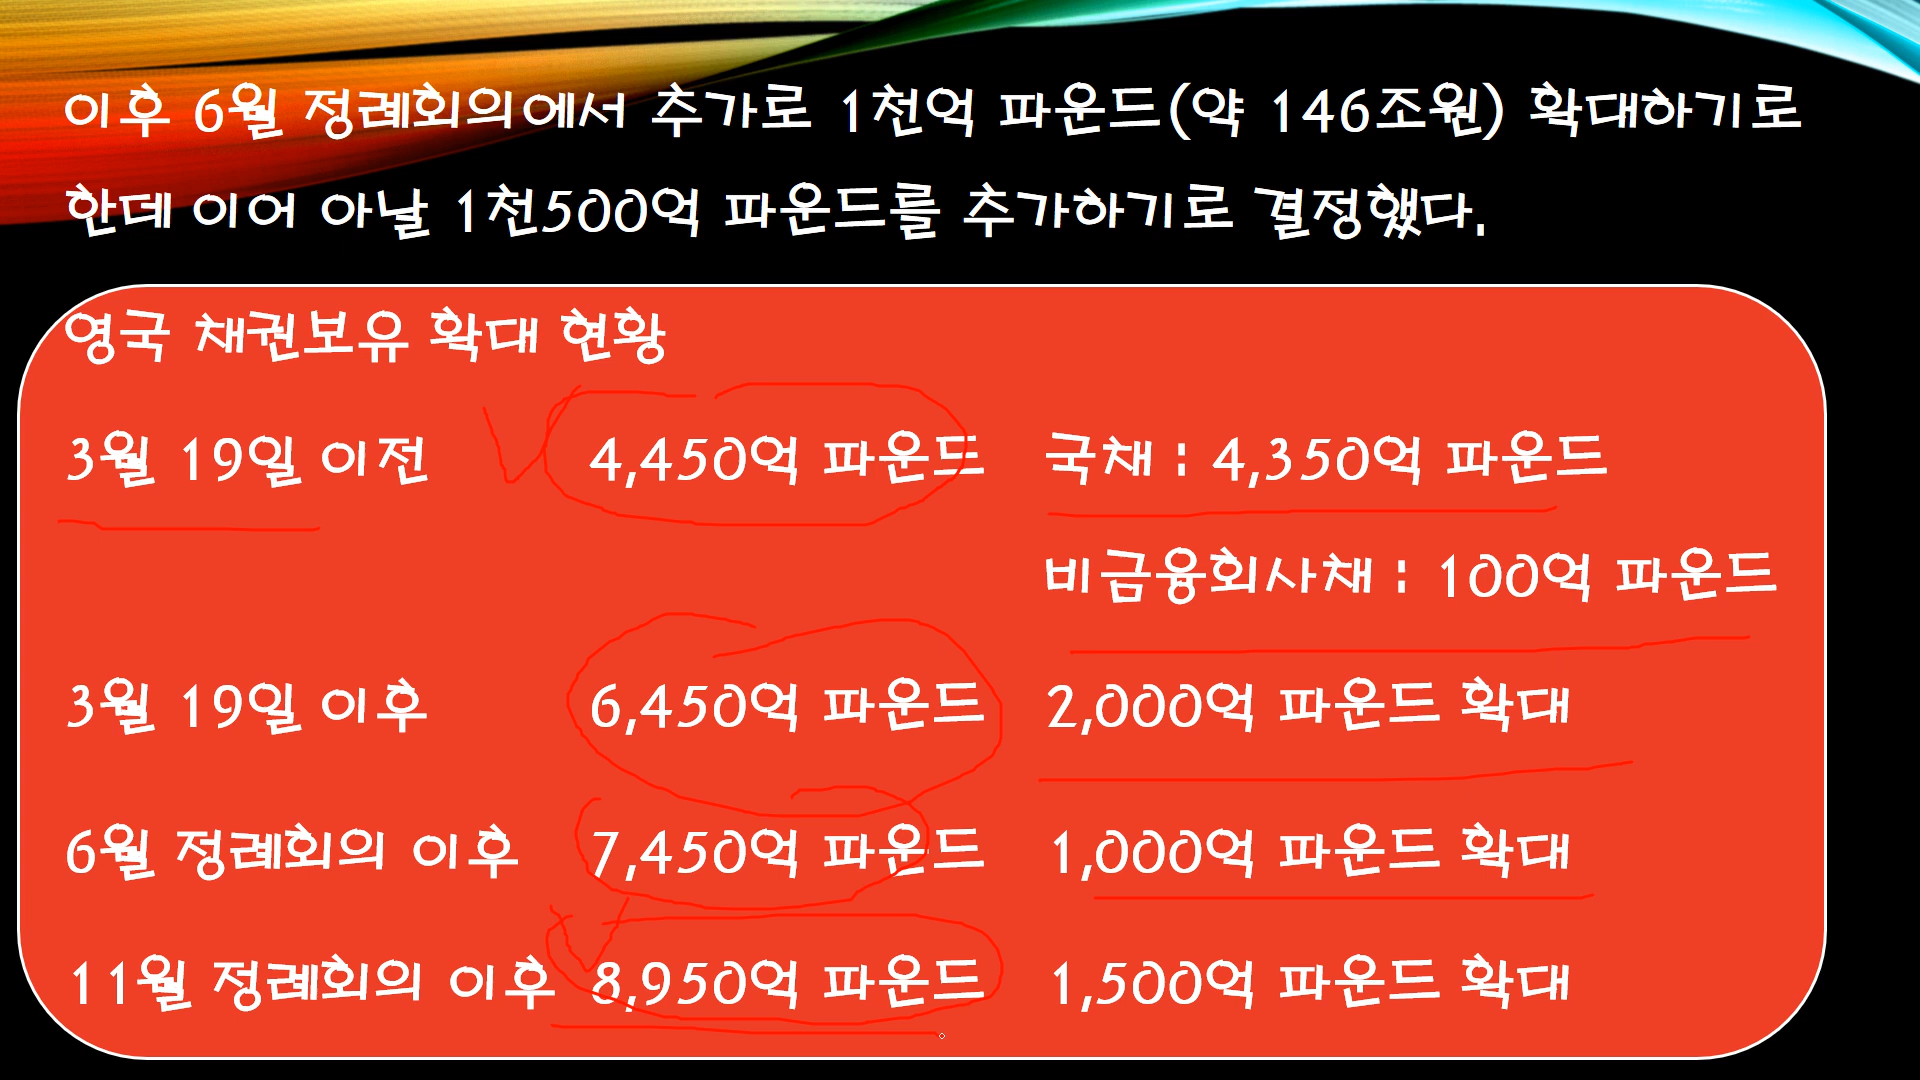 이후 6월 정례회의에서 추가로 1천억 파운드(약 146조원) 확대하기로
한데 이어 이날 1천500억 파운드를 추가하기로 결정했다.
영국 채권보유 확대 현황
3월 19일 이전 4,450억 파운드 국채 : 4,350억 파운드
비금융회사채 : 100억 파운드
3월 19일 이후 6,450억 파운드 2,000억 파운드 확대
6월 정례회의 이후 7,450억 파운드 1,000억 파운드 확대
11월 정례회의 이후 8,950억 파운드 1,500억 파운드 확대